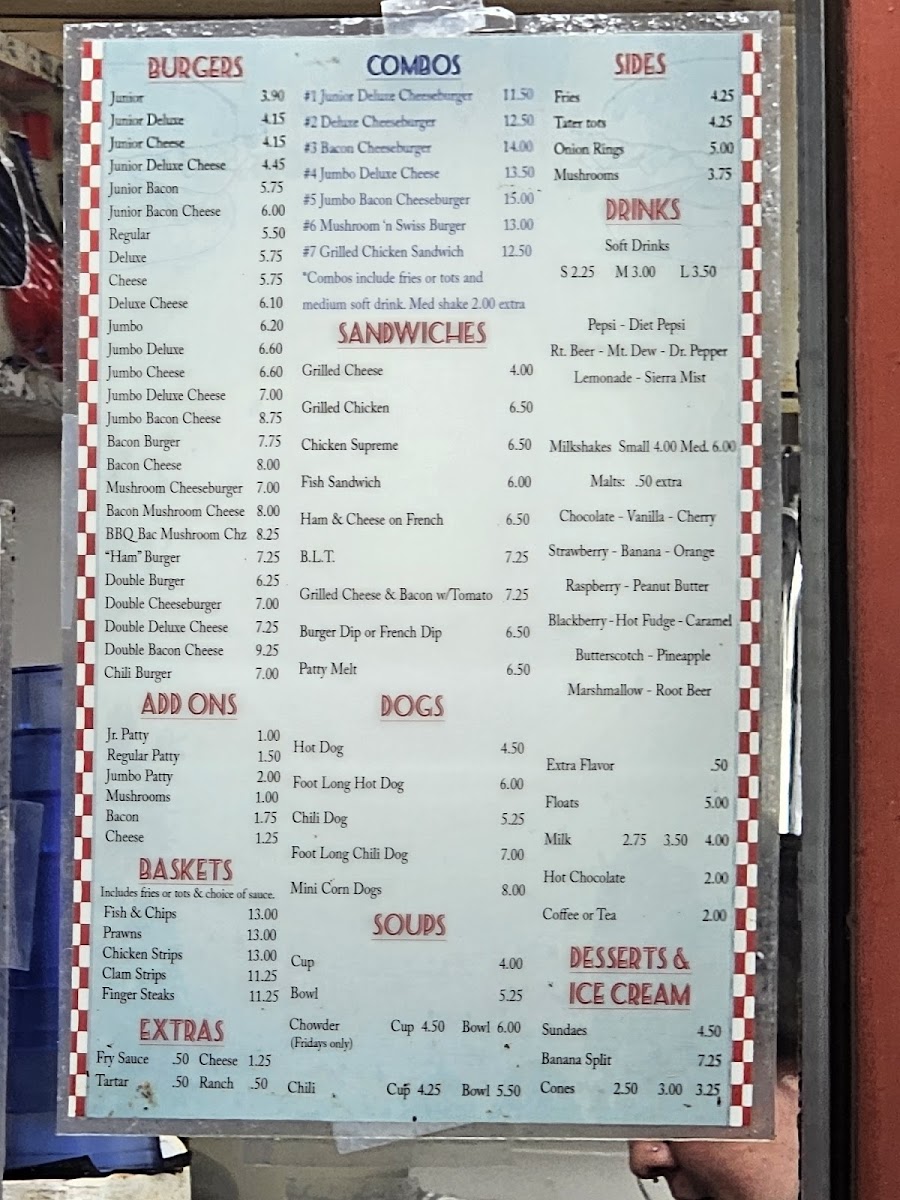 BURGERS
Junior 3.90
Junior Deluxe 4.15
Junior Cheese 4.15
Junior Deluxe Cheese 4.45
Junior Bacon 5.75
Junior Bacon Cheese 6.00
Regular 5.50
Deluxe 5.75
Cheese 5.75
Deluxe Cheese 6.10
Jumbo 6.20
Jumbo Deluxe 6.60
Jumbo Cheese 6.60
Jumbo Deluxe Cheese 7.00
Jumbo Bacon Cheese 8.75
Bacon Burger 7.75
Bacon Cheese 8.00
Mushroom Cheeseburger 7.00
Bacon Mushroom Cheese 8.00
BBQ Bac Mushroom Chz 8.25
"Ham" Burger 7.25
Double Burger 6.25
Double Cheeseburger 7.00
Double Deluxe Cheese 7.25
Double Bacon Cheese 9.25
Chili Burger 7.00
ADD ONS
Jr. Patty 1.00
Regular Patty 1.50
Jumbo Patty 2.00
Mushrooms 1.00
Bacon 1.75
Cheese 1.25
BASKETS
Includes fries or tots & choice of sauce.
Fish & Chips 13.00
Prawns 13.00
Chicken Strips 13.00
Clam Strips 11.25
Finger Steaks 11.25
EXTRAS
Fry Sauce .50 Cheese 1.25
Tartar .50 Ranch .50
COMBOS
#1 Junior Deluxe Cheeseburger 11.50
#2 Deluxe Cheeseburger 12.50
#3 Bacon Cheeseburger 14.00
#4 Jumbo Deluxe Cheese 13.50
#5 Jumbo Bacon Cheeseburger 15.00
#6 Mushroom 'n Swiss Burger 13.00
#7 Grilled Chicken Sandwich 12.50
*Combos include fries or tots and
medium soft drink. Med shake 2.00 extra
SANDWICHES
Grilled Cheese 4.00
Grilled Chicken 6.50
Chicken Supreme 6.50
Fish Sandwich 6.00
Ham & Cheese on French 6.50
B.L.T. 7.25
Grilled Cheese & Bacon w/Tomato 7.25
Burger Dip or French Dip 6.50
Patty Melt 6.50
DOGS
Hot Dog 4.50
Foot Long Hot Dog 6.00
Chili Dog 5.25
Foot Long Chili Dog 7.00
Mini Corn Dogs 8.00
SOUPS
Cup 4.00
Bowl 5.25
Chowder Cup 4.50 Bowl 6.00
(Fridays only)
Chili Cup 4.25 Bowl 5.50
SIDES
Fries 4.25
Tater tots 4.25
Onion Rings 5.00
Mushrooms 3.75
DRINKS
Soft Drinks
S 2.25 M 3.00 L 3.50
Pepsi - Diet Pepsi
Rt. Beer - Mt. Dew - Dr. Pepper
Lemonade - Sierra Mist
Milkshakes Small 4.00 Med. 6.00
Malts: .50 extra
Chocolate - Vanilla - Cherry
Strawberry - Banana - Orange
Raspberry - Peanut Butter
Blackberry - Hot Fudge - Caramel
Butterscotch - Pineapple
Marshmallow - Root Beer
Extra Flavor .50
Floats 5.00
Milk 2.75 3.50 4.00
Hot Chocolate 2.00
Coffee or Tea 2.00
DESSERTS &
ICE CREAM
Sundaes 4.50
Banana Split 7.25
Cones 2.50 3.00 3.25